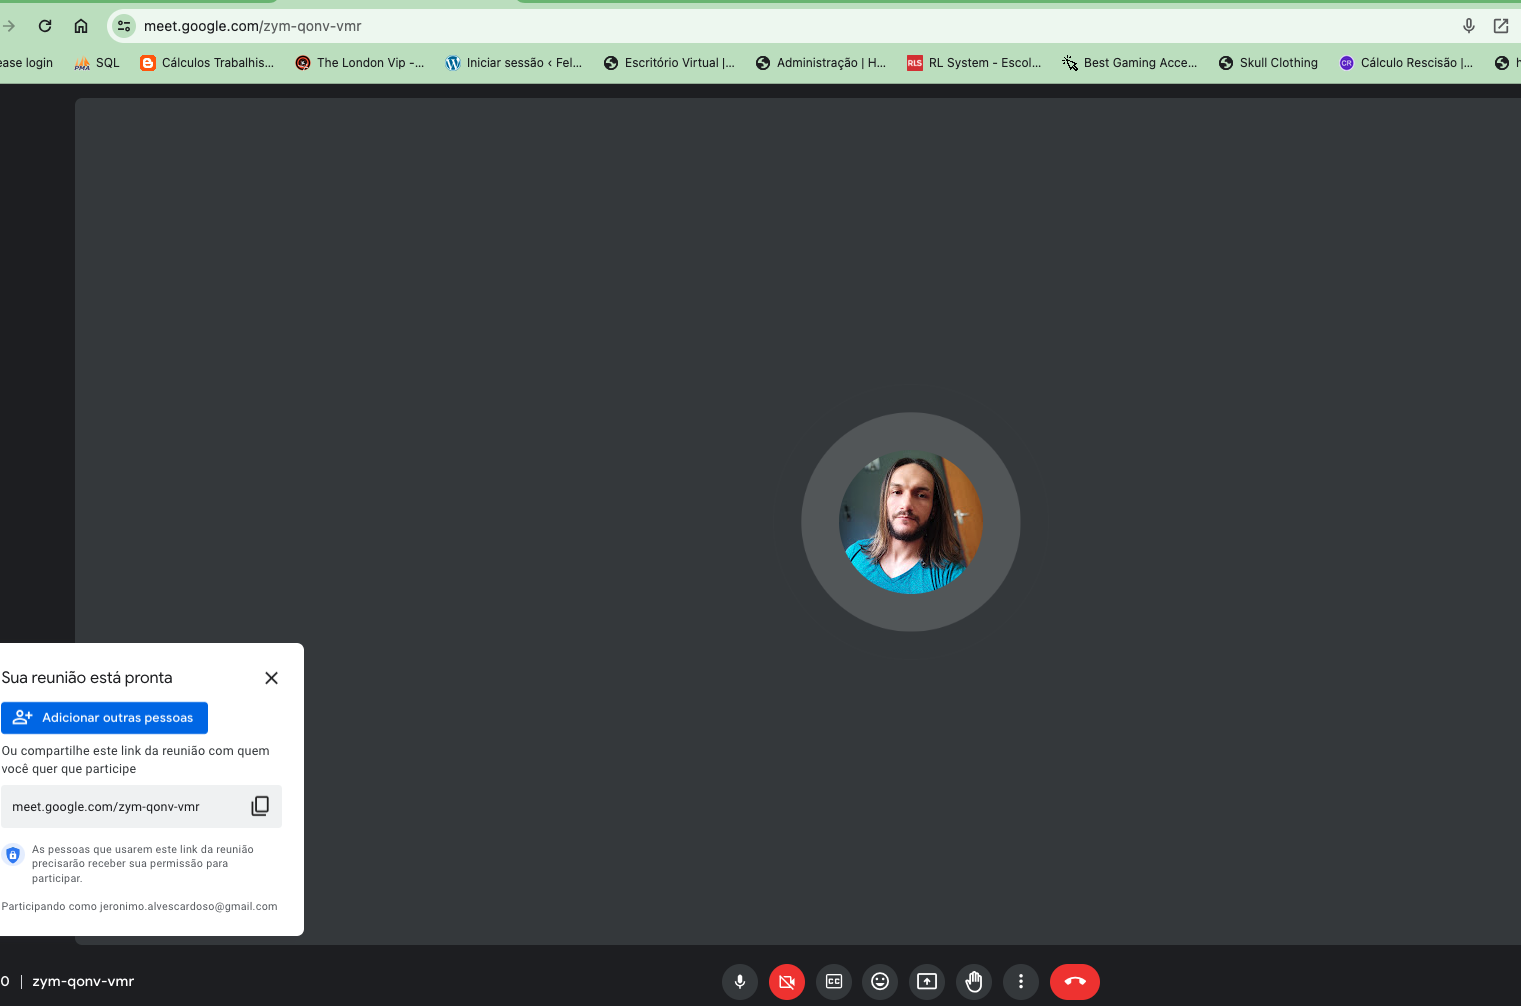 meet.google.com/zym-qonv-vmr
ease login SQL Cálculos Trabalhis... The London Vip -... Iniciar sessão ‹ Fel... Escritório Virtual |... Administração | H... RLS RL System - Escol... Best Gaming Acce... Skull Clothing CR Cálculo Rescisão |... h
Sua reunião está pronta
Adicionar outras pessoas
Ou compartilhe este link da reunião com quem
você quer que participe
meet.google.com/zym-qonv-vmr
As pessoas que usarem este link da reunião
precisarão receber sua permissão para
participar.
Participando como jeronimo.alvescardoso@gmail.com
0 | zym-qonv-vmr